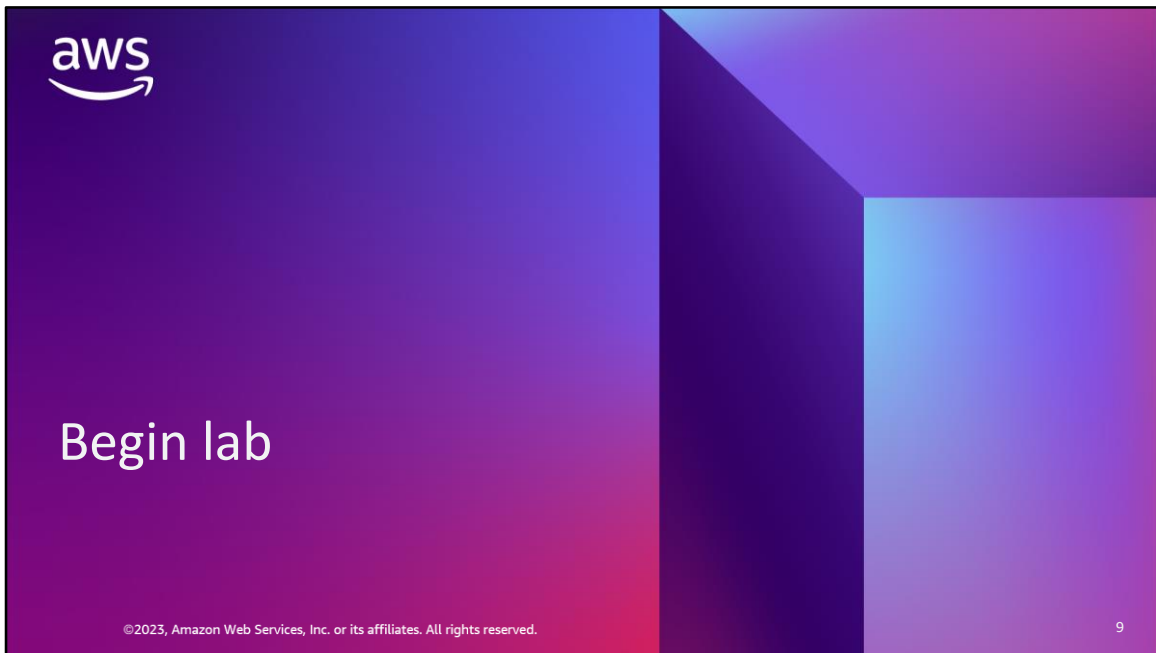 aws
Begin lab
©2023, Amazon Web Services, Inc. or its affiliates. All rights reserved.
9